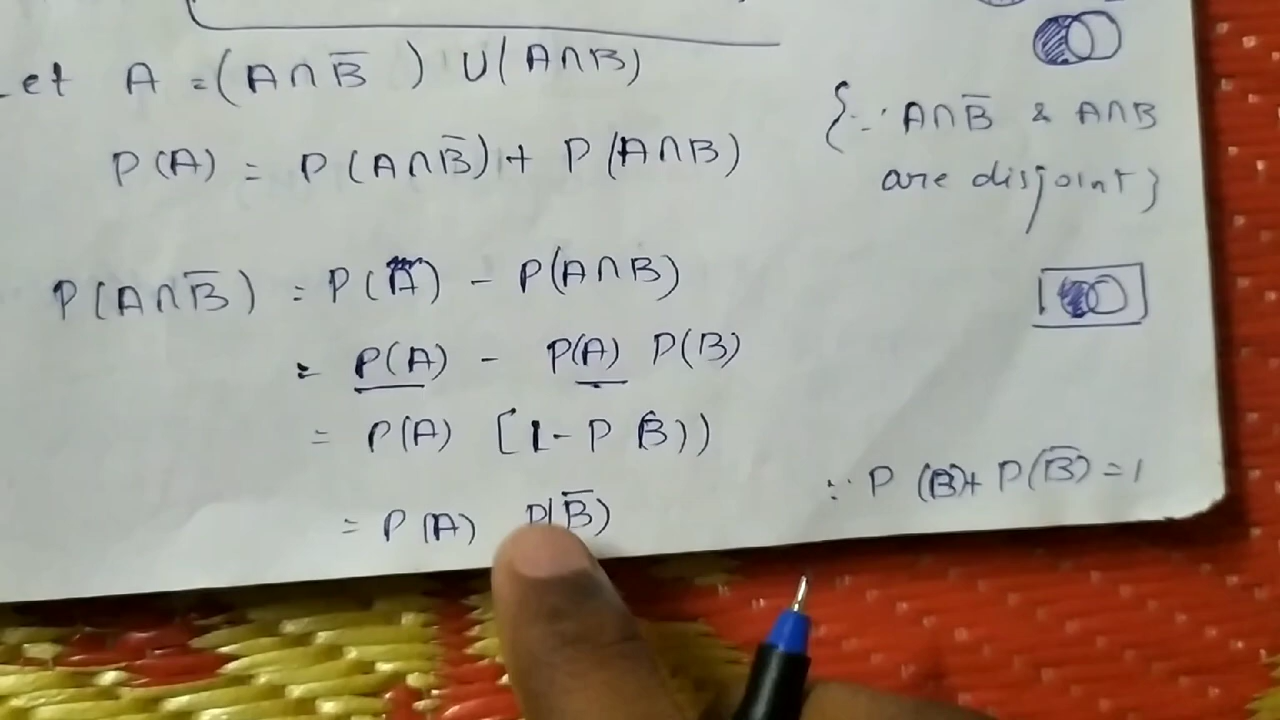 Let A = (A∩B̅) ∪ (A∩B)
{∵ A∩B̅ & A∩B
are disjoint}
P(A) = P(A∩B̅) + P(A∩B)
P(A∩B̅) = P(A) - P(A∩B)
= P(A) - P(A) P(B)
= P(A) [1 - P(B))
∵ P(B) + P(B̅) = 1
= P(A) P(B̅)